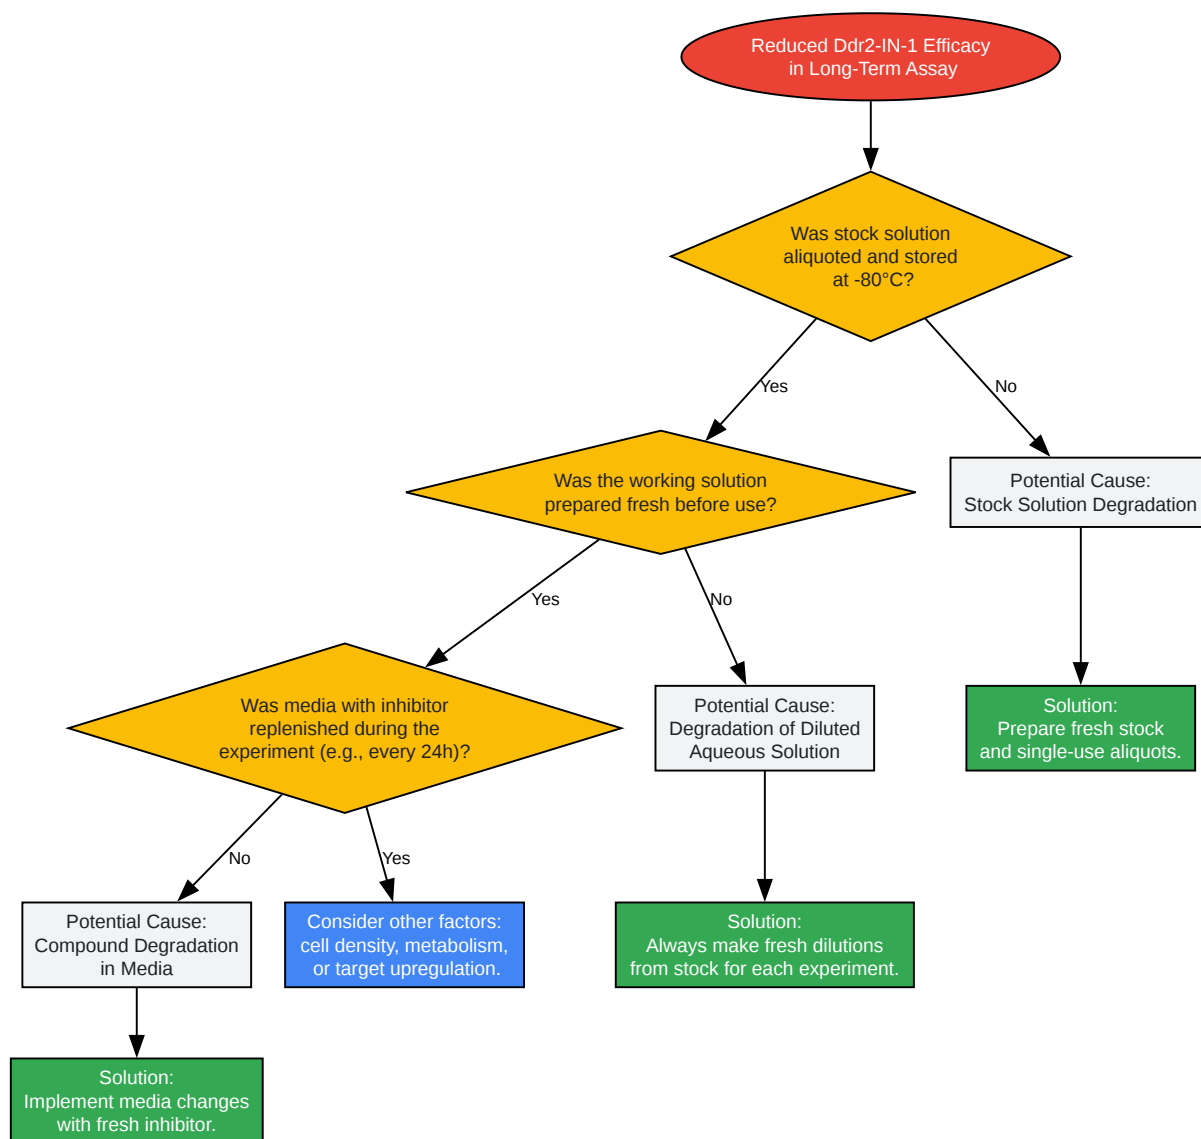 Reduced Ddr2-IN-1 Efficacy
in Long-Term Assay
Was stock solution
aliquoted and stored
at -80°C?
Yes
No
Was the working solution
prepared fresh before use?
Potential Cause:
Stock Solution Degradation
Yes
No
Was media with inhibitor
replenished during the
experiment (e.g., every 24h)?
Potential Cause:
Degradation of Diluted
Aqueous Solution
Solution:
Prepare fresh stock
and single-use aliquots.
No
Yes
Potential Cause:
Compound Degradation
in Media
Consider other factors:
cell density, metabolism,
or target upregulation.
Solution:
Always make fresh dilutions
from stock for each experiment.
Solution:
Implement media changes
with fresh inhibitor.